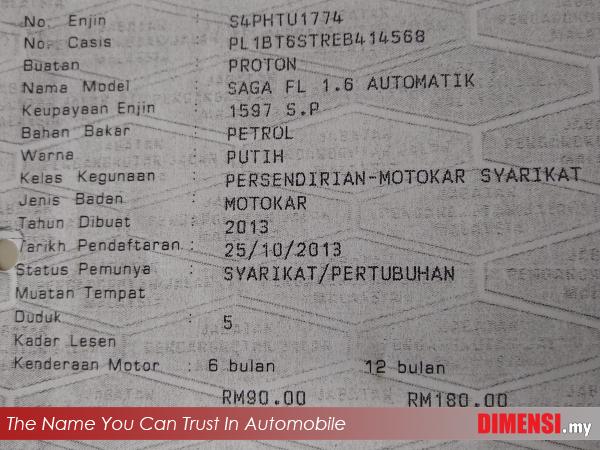 No. Enjin : S4PHTU1774
No. Casis : PL1BT6STREB414568
Buatan : PROTON
Nama Model : SAGA FL 1.6 AUTOMATIK
Keupayaan Enjin : 1597 S.P
Bahan Bakar : PETROL
Warna : PUTIH
Kelas Kegunaan : PERSENDIRIAN-MOTOKAR SYARIKAT
Jenis Badan : MOTOKAR
Tahun Dibuat : 2013
Tarikh Pendaftaran : 25/10/2013
Status Pemunya : SYARIKAT/PERTUBUHAN
Muatan Tempat
Duduk : 5
Kadar Lesen
Kenderaan Motor : 6 bulan 12 bulan
RM90.00 RM180.00
The Name You Can Trust In Automobile DIMENSI.my